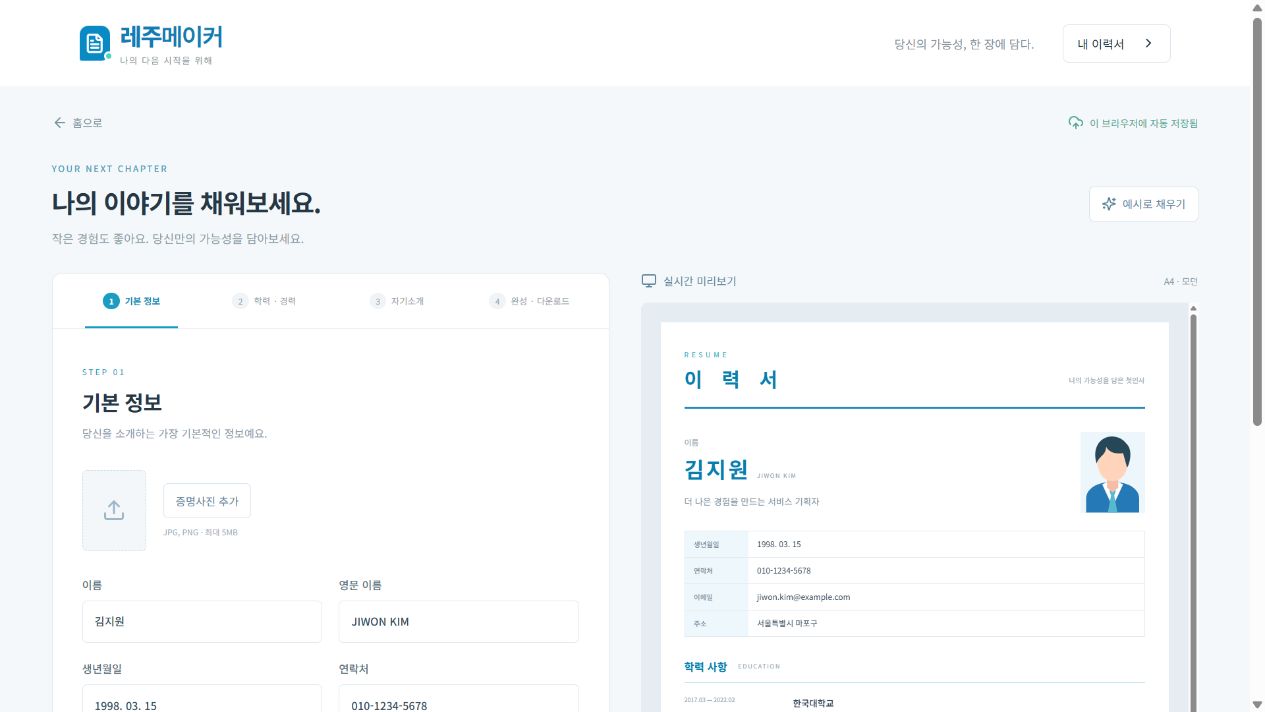 레주메이커
나의 다음 시작을 위해
당신의 가능성, 한 장에 담다.
내 이력서
홈으로
이 브라우저에 자동 저장됨
YOUR NEXT CHAPTER
나의 이야기를 채워보세요.
작은 경험도 좋아요. 당신만의 가능성을 담아보세요.
예시로 채우기
1 기본 정보
2 학력 · 경력
3 자기소개
4 완성 · 다운로드
STEP 01
기본 정보
당신을 소개하는 가장 기본적인 정보예요.
증명사진 추가
JPG, PNG · 최대 5MB
이름
영문 이름
김지원
JIWON KIM
생년월일
연락처
1998. 03. 15
010-1234-5678
실시간 미리보기
A4 · 모던
RESUME
이 력 서
나의 가능성을 담은 첫인사
이름
김지원 JIWON KIM
더 나은 경험을 만드는 서비스 기획자
생년월일 1998. 03. 15
연락처 010-1234-5678
이메일 jiwon.kim@example.com
주소 서울특별시 마포구
학력 사항 EDUCATION
2017.03 — 2022.02 한국대학교